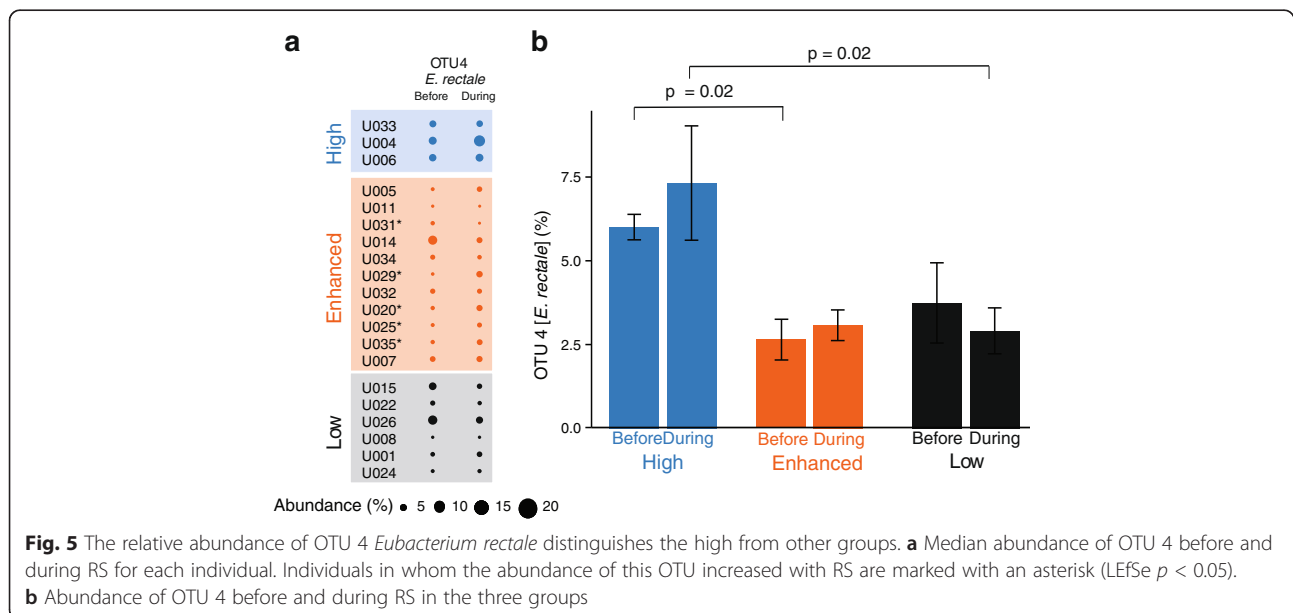 a
OTU4
E. rectale
Before During
High
U033
U004
U006
Enhanced
U005
U011
U031*
U014
U034
U029*
U032
U020*
U025*
U035*
U007
Low
U015
U022
U026
U008
U001
U024
Abundance (%) 5 10 15 20
b
p = 0.02
p = 0.02
OTU 4 [E. rectale] (%)
7.5
5.0
2.5
0.0
BeforeDuring Before During Before During
High Enhanced Low
Fig. 5 The relative abundance of OTU 4 Eubacterium rectale distinguishes the high from other groups. a Median abundance of OTU 4 before and
during RS for each individual. Individuals in whom the abundance of this OTU increased with RS are marked with an asterisk (LEfSe p < 0.05).
b Abundance of OTU 4 before and during RS in the three groups